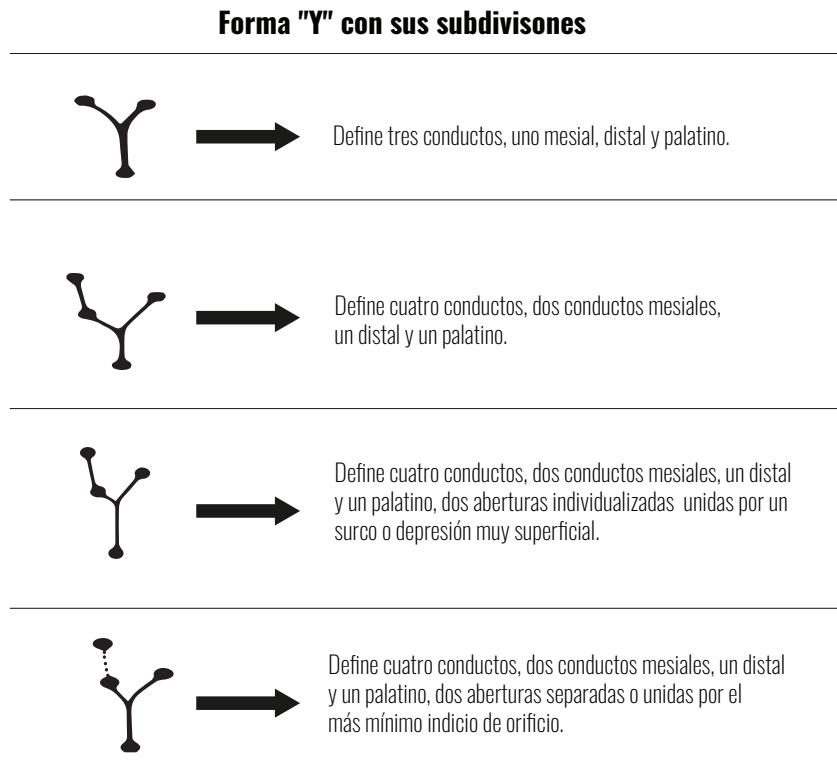 Forma "Y" con sus subdivisones
Define tres conductos, uno mesial, distal y palatino.
Define cuatro conductos, dos conductos mesiales,
un distal y un palatino.
Define cuatro conductos, dos conductos mesiales, un distal
y un palatino, dos aberturas individualizadas unidas por un
surco o depresión muy superficial.
Define cuatro conductos, dos conductos mesiales, un distal
y un palatino, dos aberturas separadas o unidas por el
más mínimo indicio de orificio.